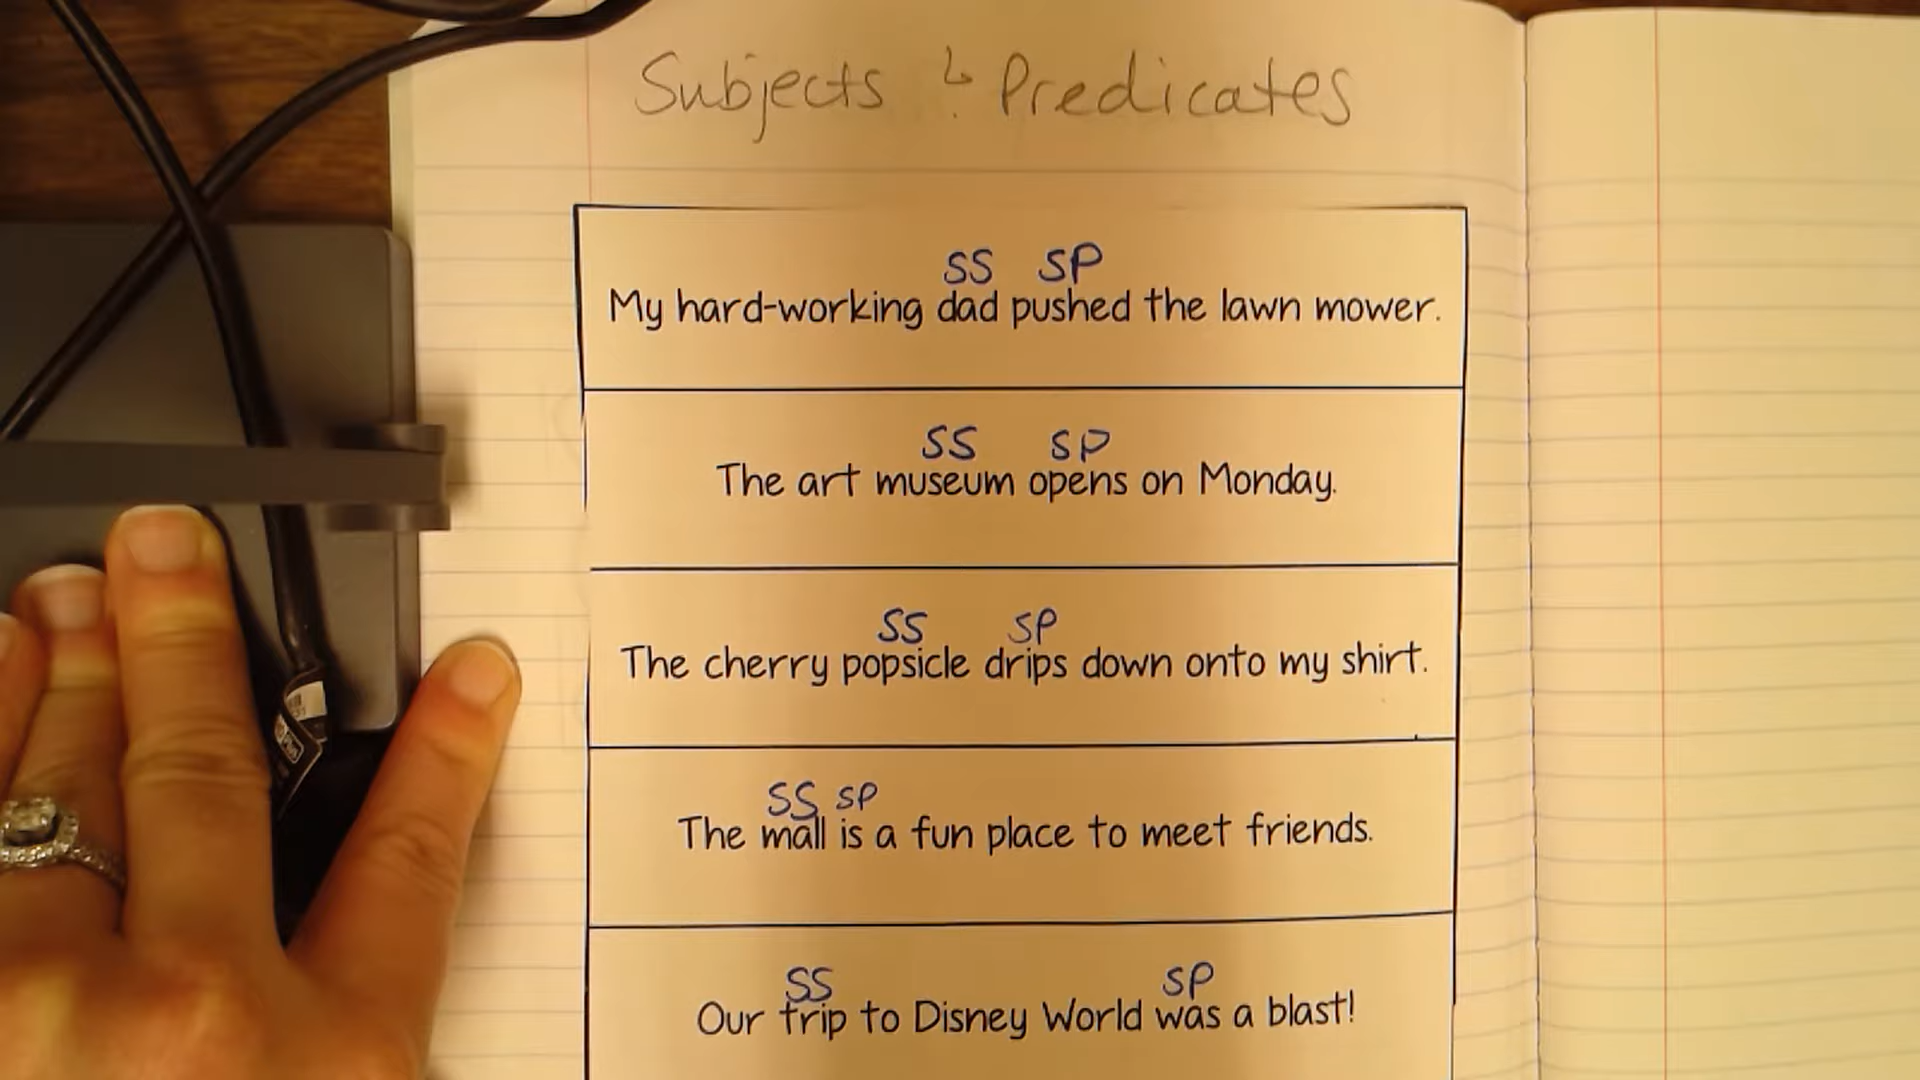 Subjects & Predicates
SS SP
My hard-working dad pushed the lawn mower.
SS SP
The art museum opens on Monday.
SS SP
The cherry popsicle drips down onto my shirt.
SS SP
The mall is a fun place to meet friends.
SS SP
Our trip to Disney World was a blast!